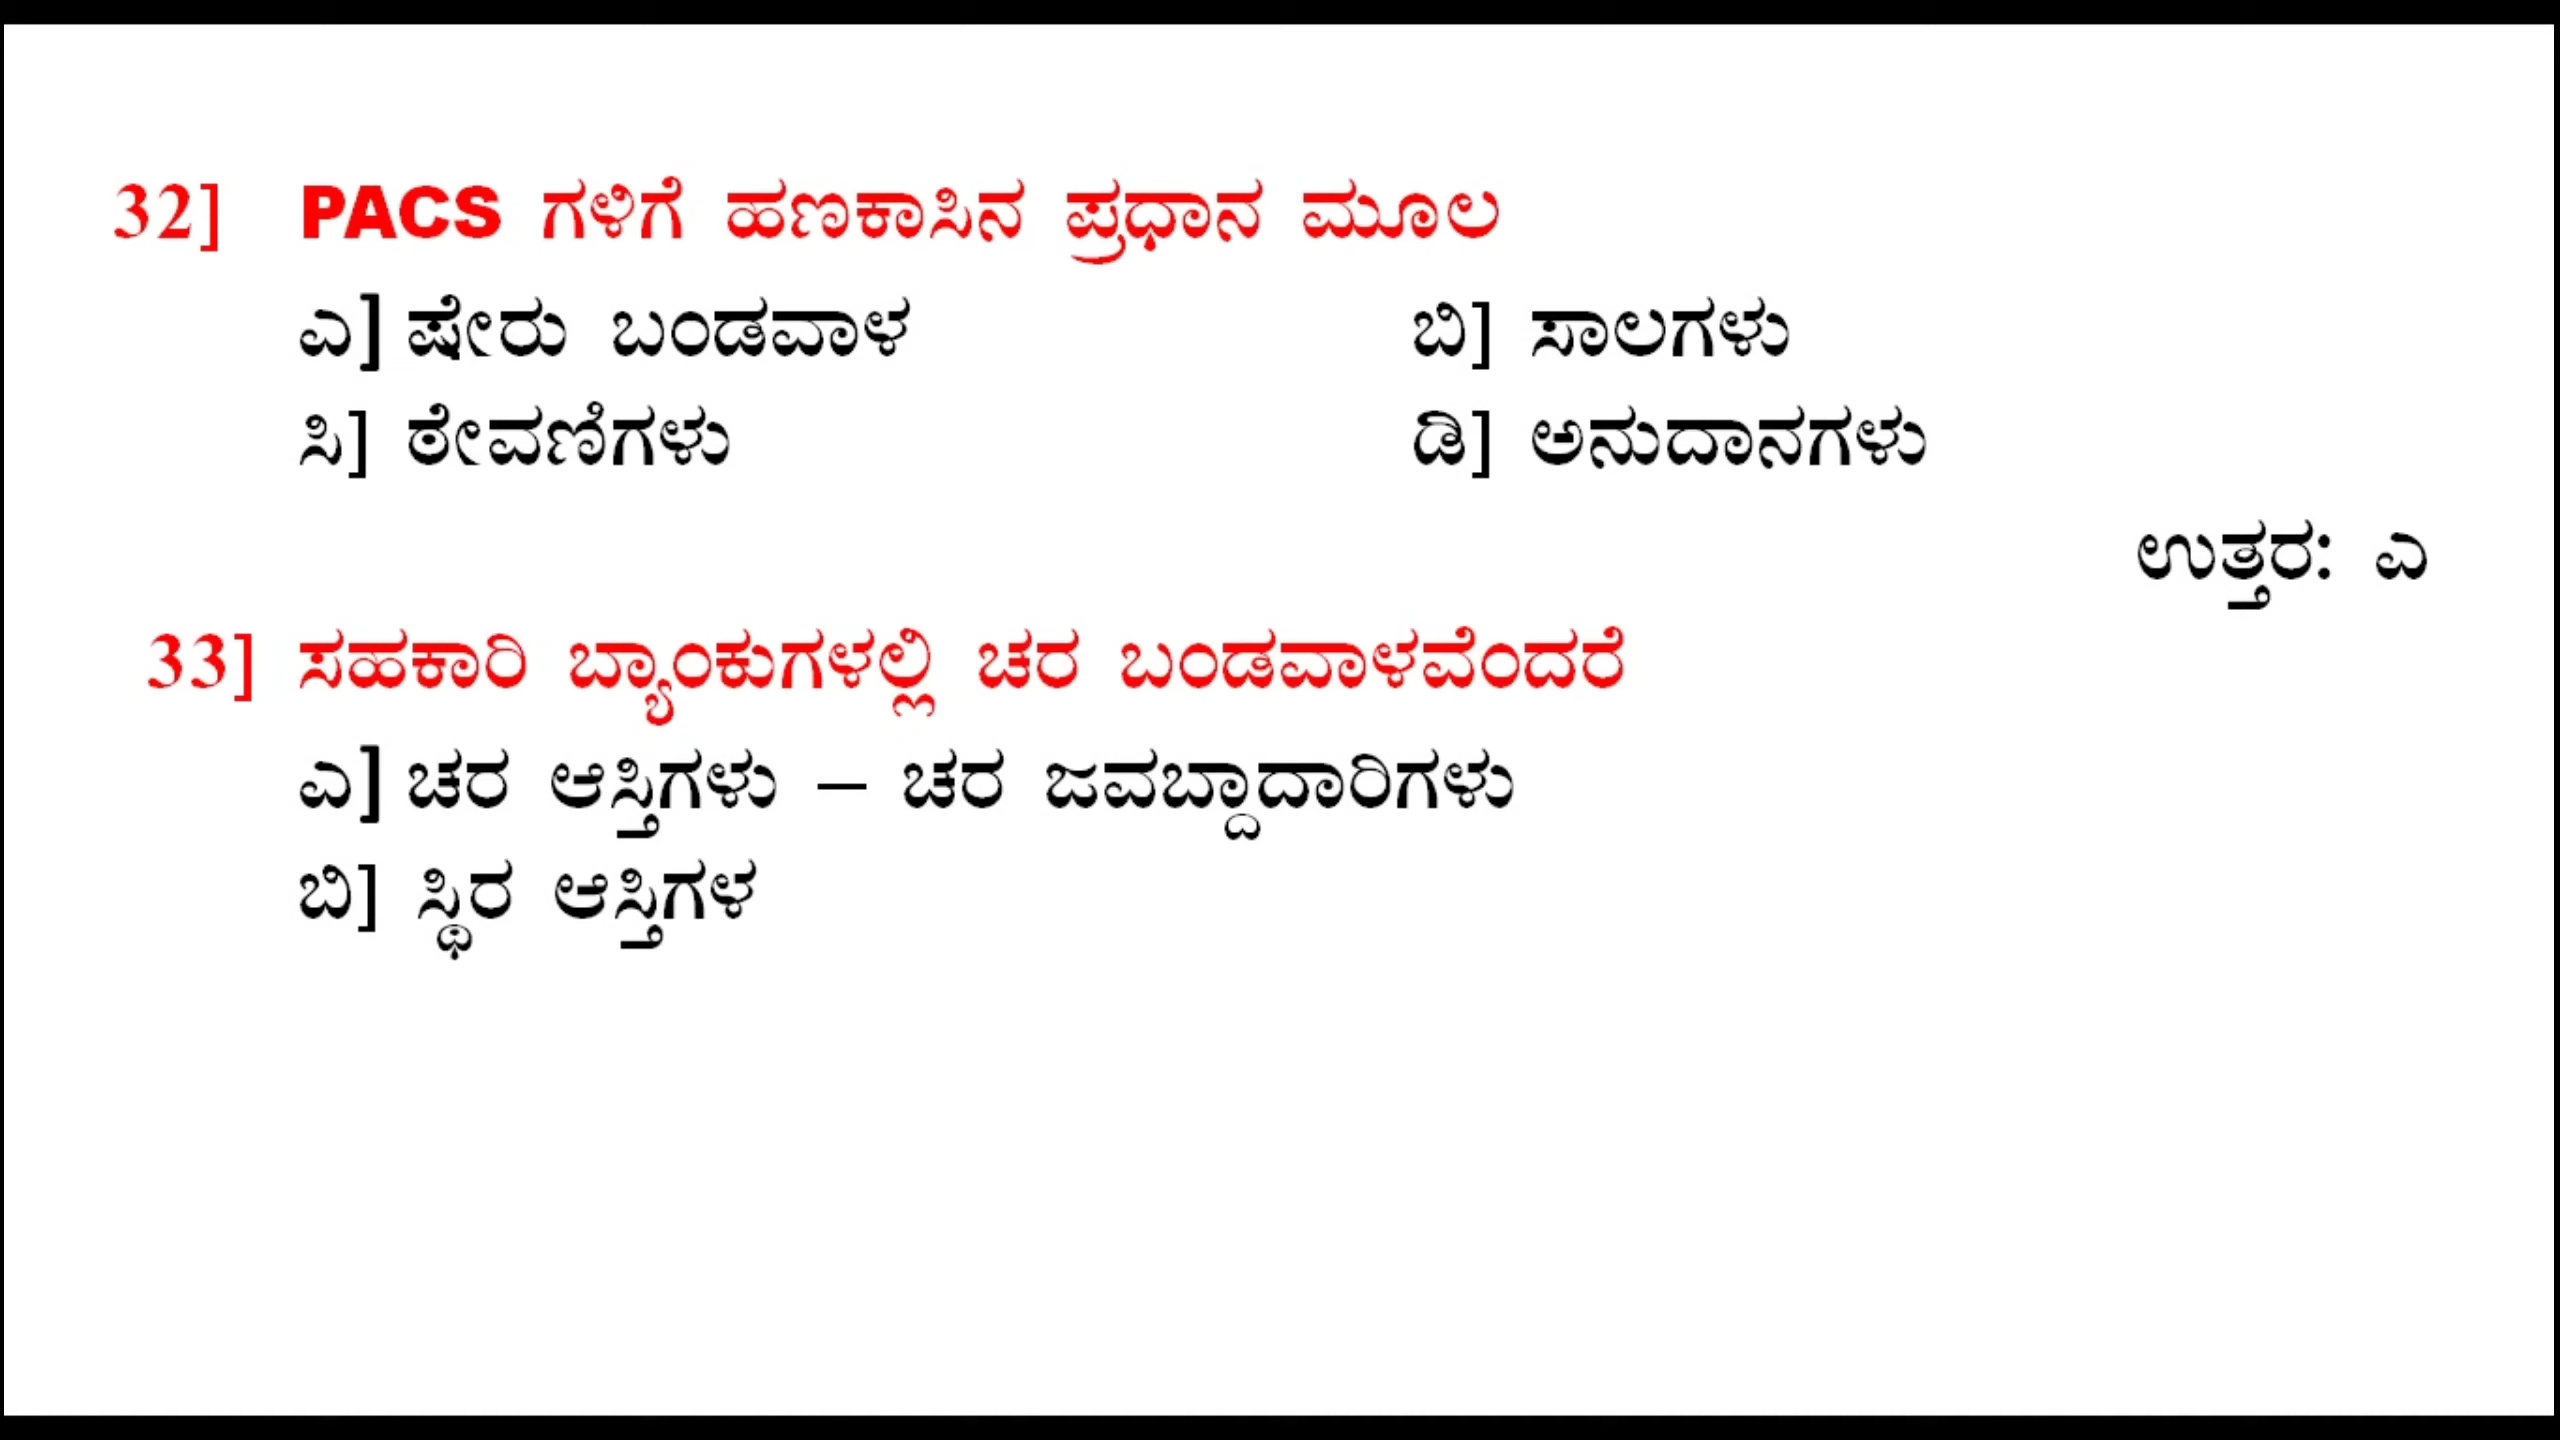 32] PACS ಗಳಿಗೆ ಹಣಕಾಸಿನ ಪ್ರಧಾನ ಮೂಲ
ಎ] ಷೇರು ಬಂಡವಾಳ ಬಿ] ಸಾಲಗಳು
ಸಿ] ಠೇವಣಿಗಳು ಡಿ] ಅನುದಾನಗಳು
ಉತ್ತರ: ಎ
33] ಸಹಕಾರಿ ಬ್ಯಾಂಕುಗಳಲ್ಲಿ ಚರ ಬಂಡವಾಳವೆಂದರೆ
ಎ] ಚರ ಆಸ್ತಿಗಳು – ಚರ ಜವಬ್ದಾದಾರಿಗಳು
ಬಿ] ಸ್ಥಿರ ಆಸ್ತಿಗಳ